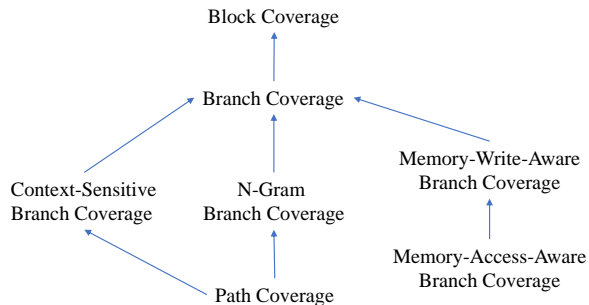 Block Coverage
Branch Coverage
Context-Sensitive
Branch Coverage
N-Gram
Branch Coverage
Memory-Write-Aware
Branch Coverage
Memory-Access-Aware
Branch Coverage
Path Coverage